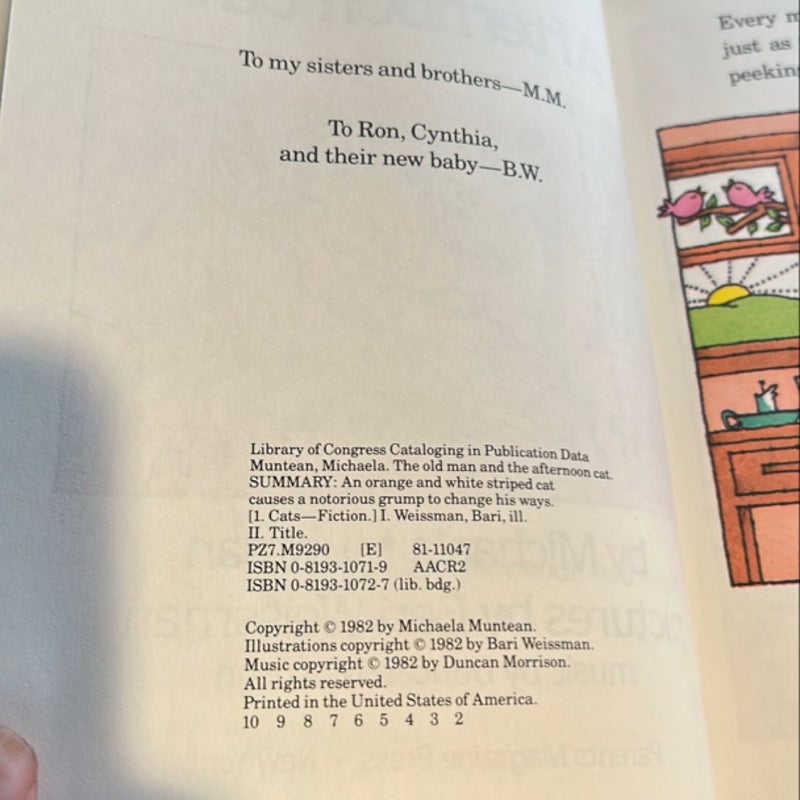 To my sisters and brothers—M.M.
To Ron, Cynthia,
and their new baby—B.W.
Library of Congress Cataloging in Publication Data
Muntean, Michaela. The old man and the afternoon cat.
SUMMARY: An orange and white striped cat
causes a notorious grump to change his ways.
[1. Cats—Fiction.] I. Weissman, Bari, ill.
II. Title.
PZ7.M9290 [E] 81-11047
ISBN 0-8193-1071-9 AACR2
ISBN 0-8193-1072-7 (lib. bdg.)
Copyright © 1982 by Michaela Muntean.
Illustrations copyright © 1982 by Bari Weissman.
Music copyright © 1982 by Duncan Morrison.
All rights reserved.
Printed in the United States of America.
10 9 8 7 6 5 4 3 2
Every
just as